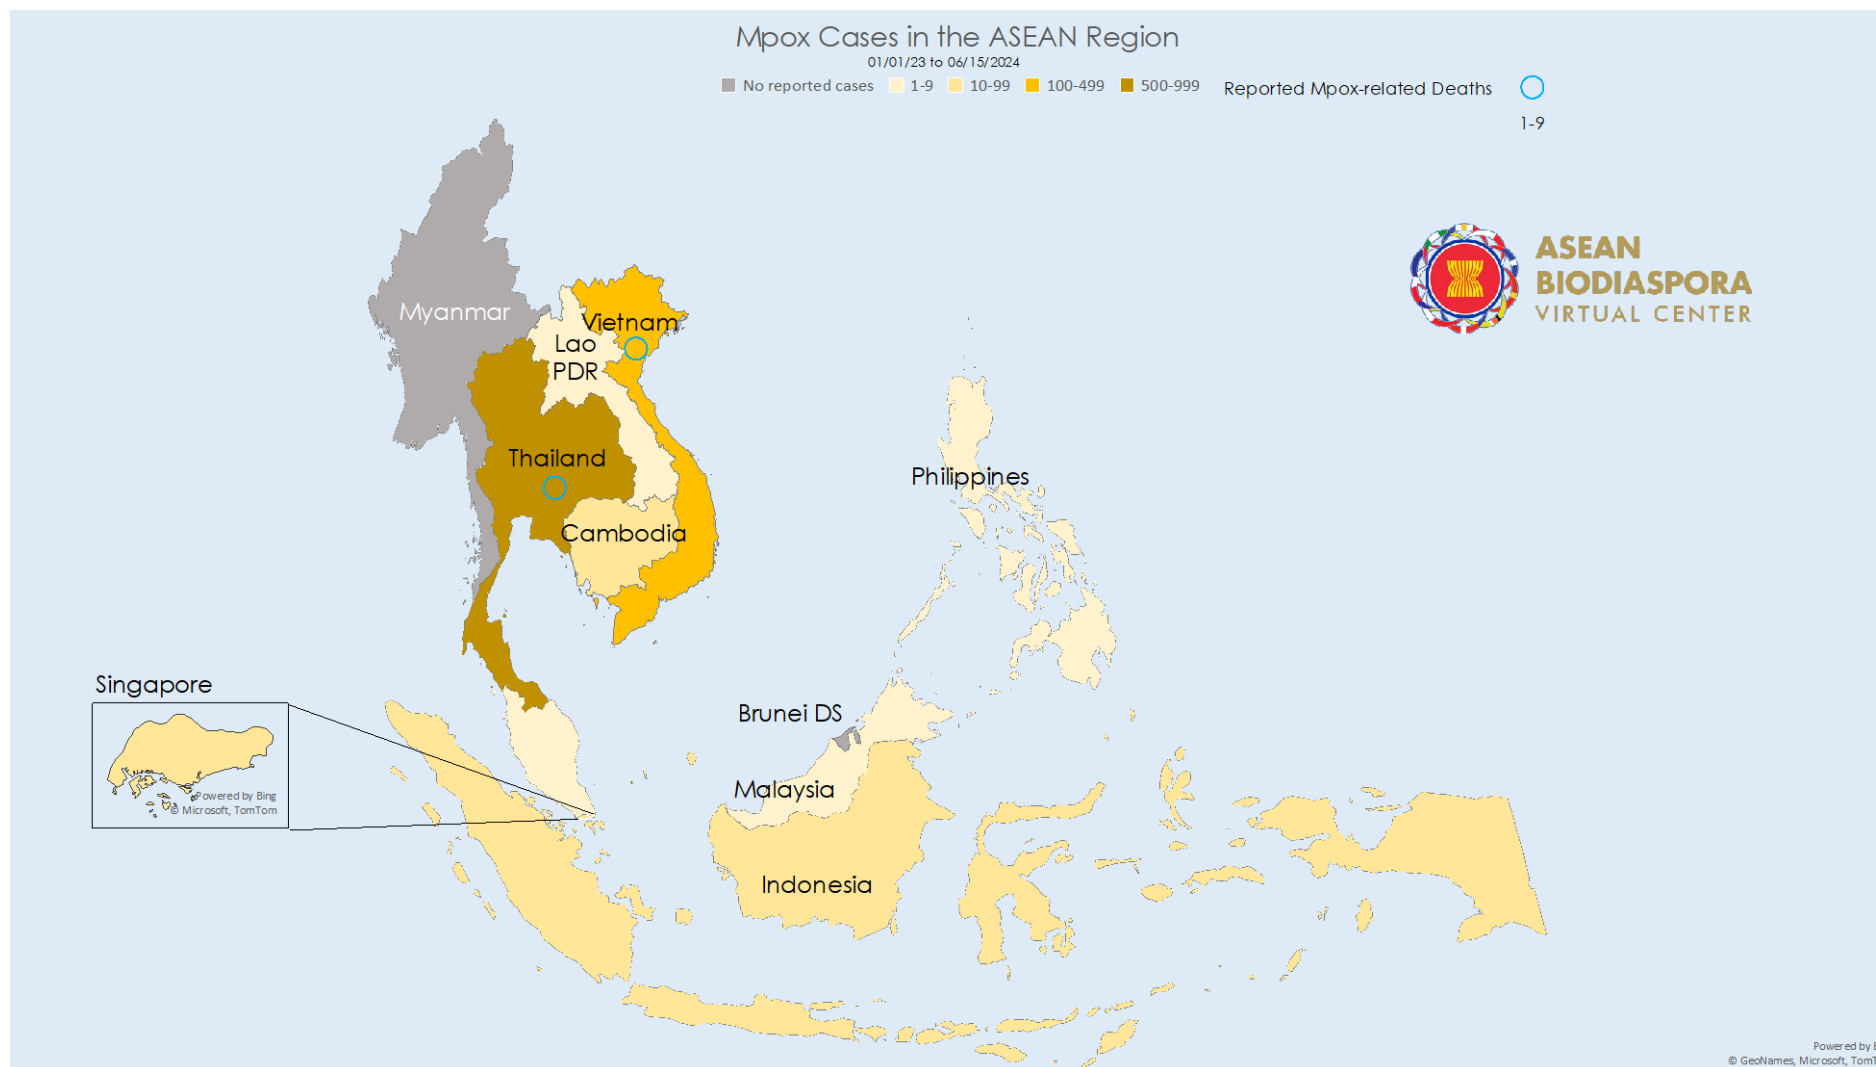 Mpox Cases in the ASEAN Region
01/01/23 to 06/15/2024
No reported cases 1-9 10-99 100-499 500-999 Reported Mpox-related Deaths
1-9
ASEAN
BIODIASPORA
VIRTUAL CENTER
Myanmar
Vietnam
Lao
PDR
Thailand
Philippines
Cambodia
Singapore
Brunei DS
Malaysia
Powered by Bing
© Microsoft, TomTom
Indonesia
Powered by
© GeoNames, Microsoft,